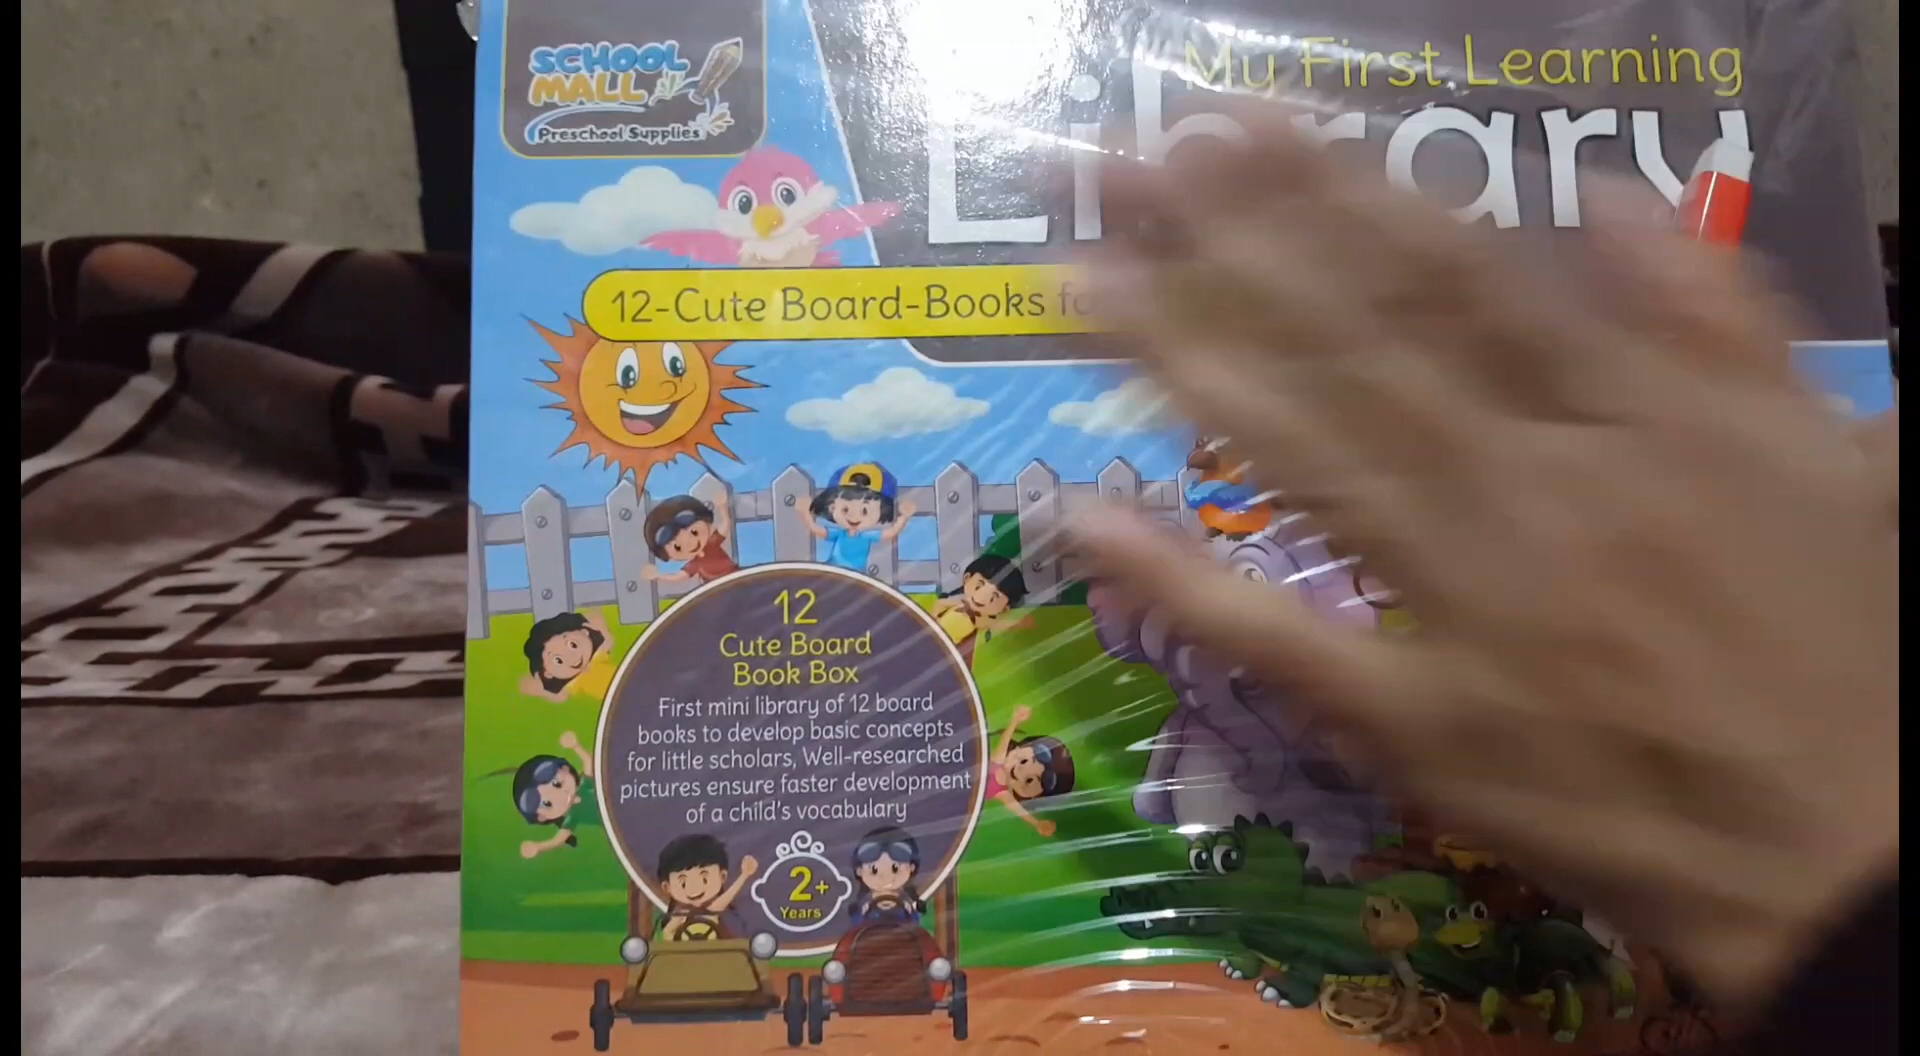 SCHOOL
MALL
Preschool Supplies
My First Learning
Library
12-Cute Board-Books
12
Cute Board
Book Box
First mini library of 12 board
books to develop basic concepts
for little scholars, Well-researched
pictures ensure faster development
of a child's vocabulary
2+
Years